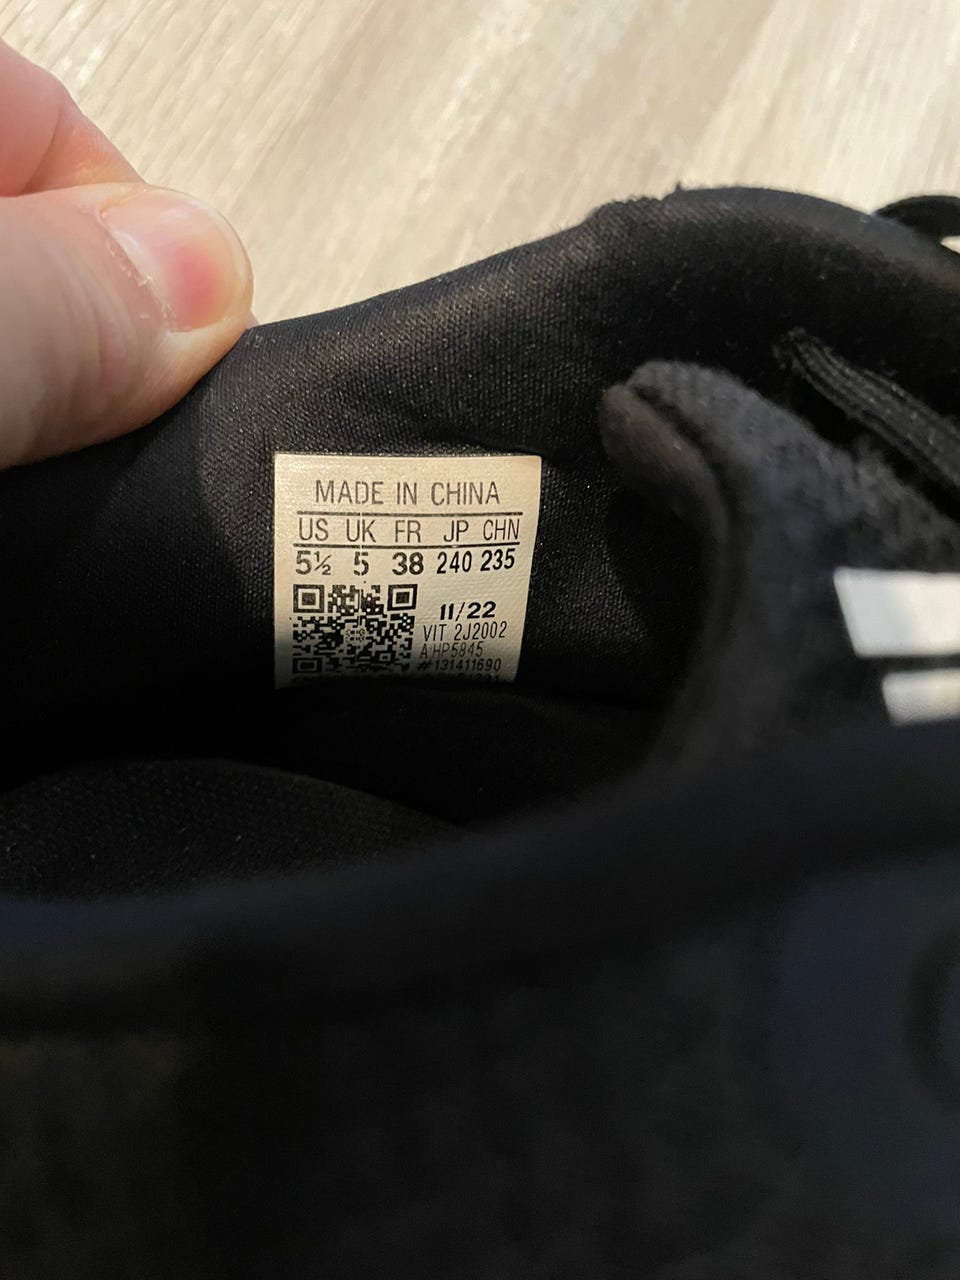 MADE IN CHINA
US UK FR JP CHN
5½ 5 38 240 235
11/22
VIT 2J2002
A/HP5845
#131411690